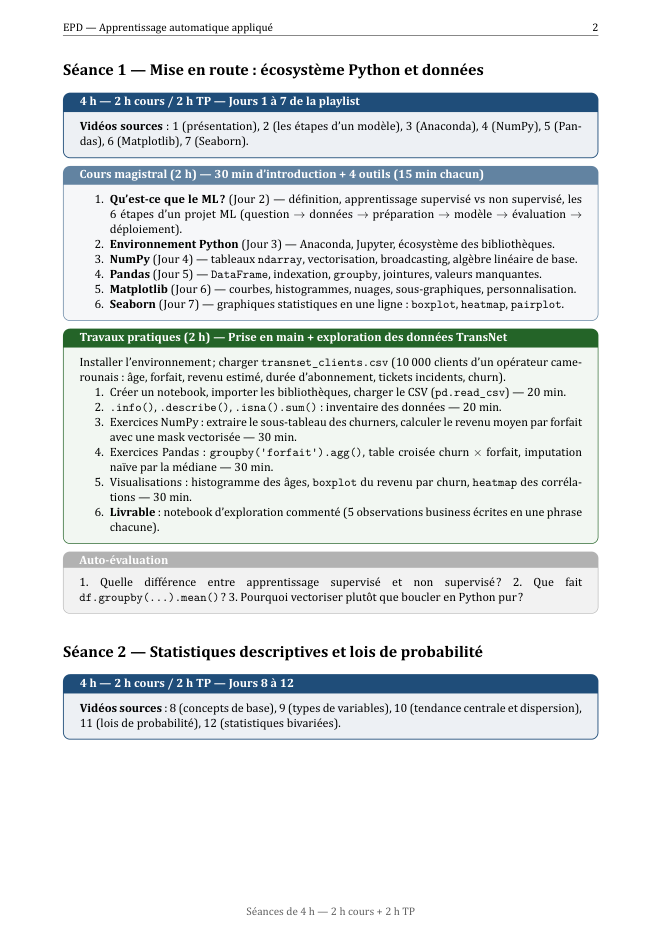 EPD — Apprentissage automatique appliqué 2
Séance 1 — Mise en route : écosystème Python et données
4 h — 2 h cours / 2 h TP — Jours 1 à 7 de la playlist
Vidéos sources : 1 (présentation), 2 (les étapes d'un modèle), 3 (Anaconda), 4 (NumPy), 5 (Pan-
das), 6 (Matplotlib), 7 (Seaborn).
Cours magistral (2 h) — 30 min d'introduction + 4 outils (15 min chacun)
1. Qu'est-ce que le ML ? (Jour 2) — définition, apprentissage supervisé vs non supervisé, les
6 étapes d'un projet ML (question → données → préparation → modèle → évaluation →
déploiement).
2. Environnement Python (Jour 3) — Anaconda, Jupyter, écosystème des bibliothèques.
3. NumPy (Jour 4) — tableaux ndarray, vectorisation, broadcasting, algèbre linéaire de base.
4. Pandas (Jour 5) — DataFrame, indexation, groupby, jointures, valeurs manquantes.
5. Matplotlib (Jour 6) — courbes, histogrammes, nuages, sous-graphiques, personnalisation.
6. Seaborn (Jour 7) — graphiques statistiques en une ligne : boxplot, heatmap, pairplot.
Travaux pratiques (2 h) — Prise en main + exploration des données TransNet
Installer l'environnement ; charger transnet_clients.csv (10 000 clients d'un opérateur came-
rounais : âge, forfait, revenu estimé, durée d'abonnement, tickets incidents, churn).
1. Créer un notebook, importer les bibliothèques, charger le CSV (pd.read_csv) — 20 min.
2. .info(), .describe(), .isna().sum() : inventaire des données — 20 min.
3. Exercices NumPy : extraire le sous-tableau des churners, calculer le revenu moyen par forfait
avec une mask vectorisée — 30 min.
4. Exercices Pandas : groupby('forfait').agg(), table croisée churn × forfait, imputation
naïve par la médiane — 30 min.
5. Visualisations : histogramme des âges, boxplot du revenu par churn, heatmap des corréla-
tions — 30 min.
6. Livrable : notebook d'exploration commenté (5 observations business écrites en une phrase
chacune).
Auto-évaluation
1. Quelle différence entre apprentissage supervisé et non supervisé ? 2. Que fait
df.groupby(...).mean() ? 3. Pourquoi vectoriser plutôt que boucler en Python pur ?
Séance 2 — Statistiques descriptives et lois de probabilité
4 h — 2 h cours / 2 h TP — Jours 8 à 12
Vidéos sources : 8 (concepts de base), 9 (types de variables), 10 (tendance centrale et dispersion),
11 (lois de probabilité), 12 (statistiques bivariées).
Séances de 4 h — 2 h cours + 2 h TP